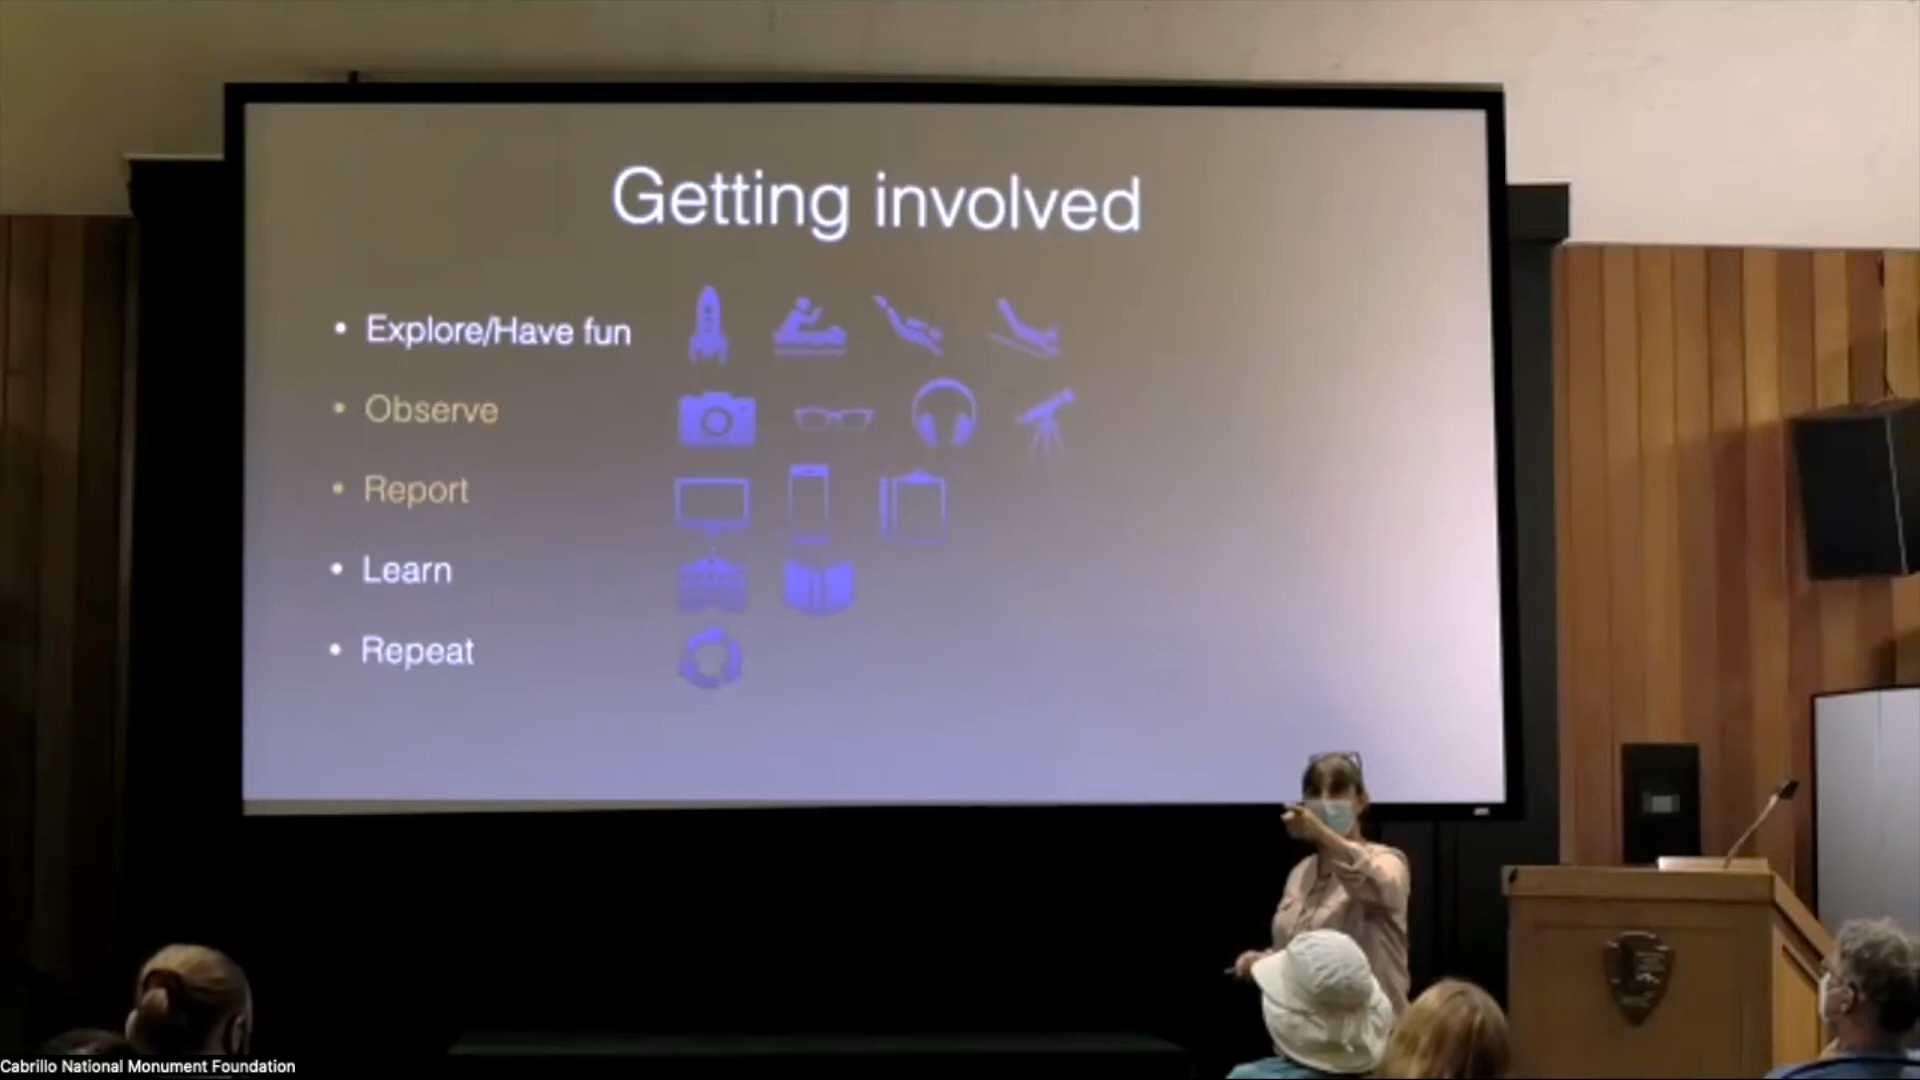 Getting involved
• Explore/Have fun
• Observe
• Report
• Learn
• Repeat
Cabrillo National Monument Foundation